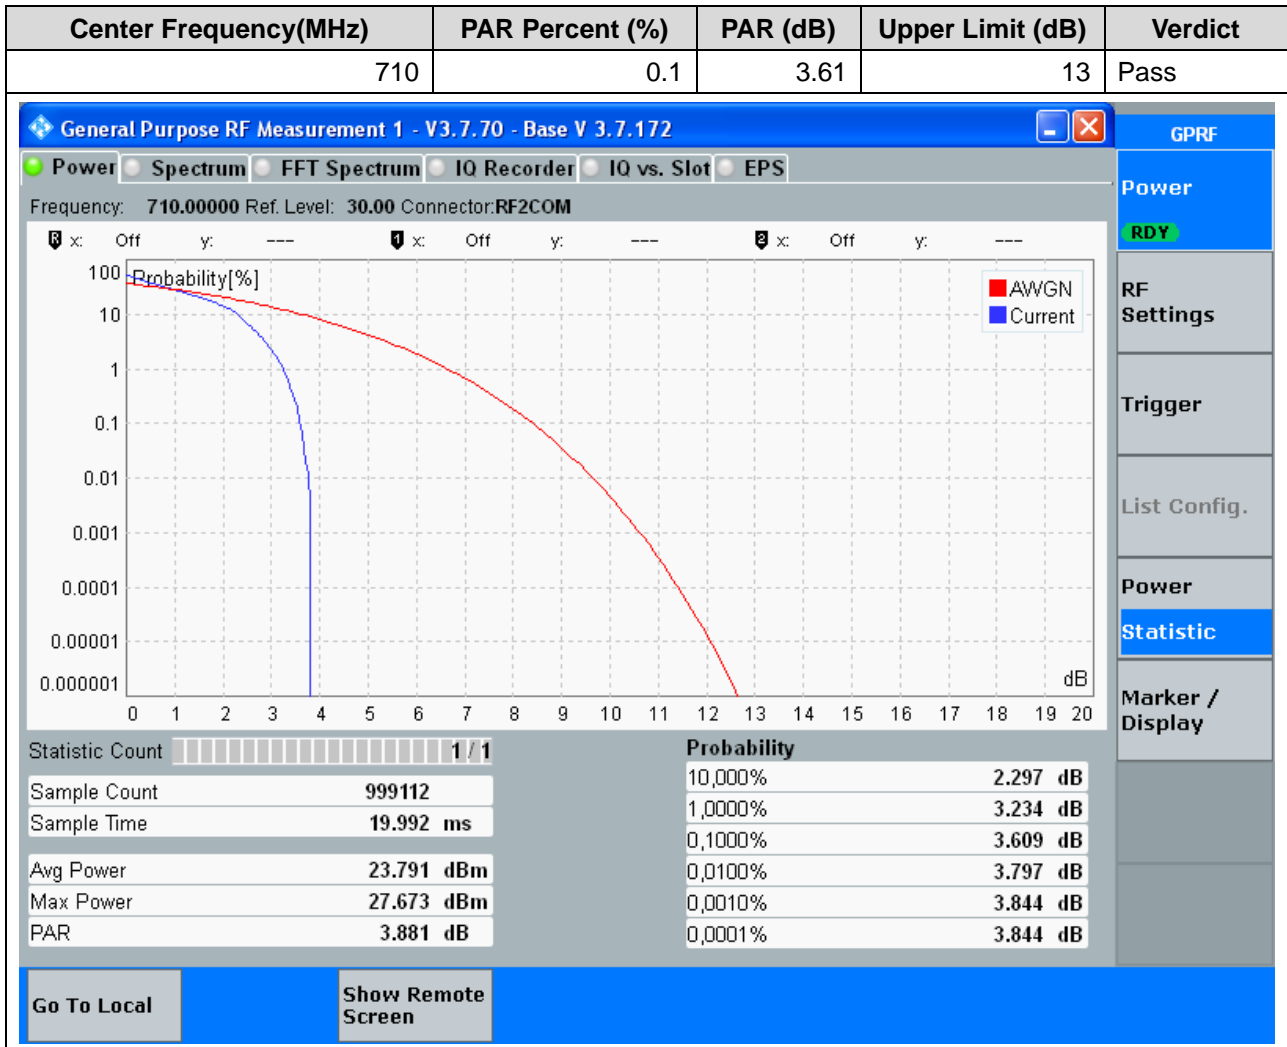 Center Frequency(MHz) PAR Percent (%) PAR (dB) Upper Limit (dB) Verdict
710 0.1 3.61 13 Pass
General Purpose RF Measurement 1 - V3.7.70 - Base V 3.7.172
GPRF
Power Spectrum FFT Spectrum IQ Recorder IQ vs. Slot EPS
Power
RDY
Frequency: 710.00000 Ref. Level: 30.00 Connector:RF2COM
R x: Off y: --- 1 x: Off y: --- 2 x: Off y: ---
Probability[%]
100
10
1
0.1
0.01
0.001
0.0001
0.00001
0.000001
AWGN
Current
dB
0 1 2 3 4 5 6 7 8 9 10 11 12 13 14 15 16 17 18 19 20
RF
Settings
Trigger
List Config.
Power
Statistic
Marker /
Display
Statistic Count 1 / 1
Sample Count 999112
Sample Time 19.992 ms
Avg Power 23.791 dBm
Max Power 27.673 dBm
PAR 3.881 dB
Probability
10,000% 2.297 dB
1,0000% 3.234 dB
0,1000% 3.609 dB
0,0100% 3.797 dB
0,0010% 3.844 dB
0,0001% 3.844 dB
Go To Local
Show Remote
Screen